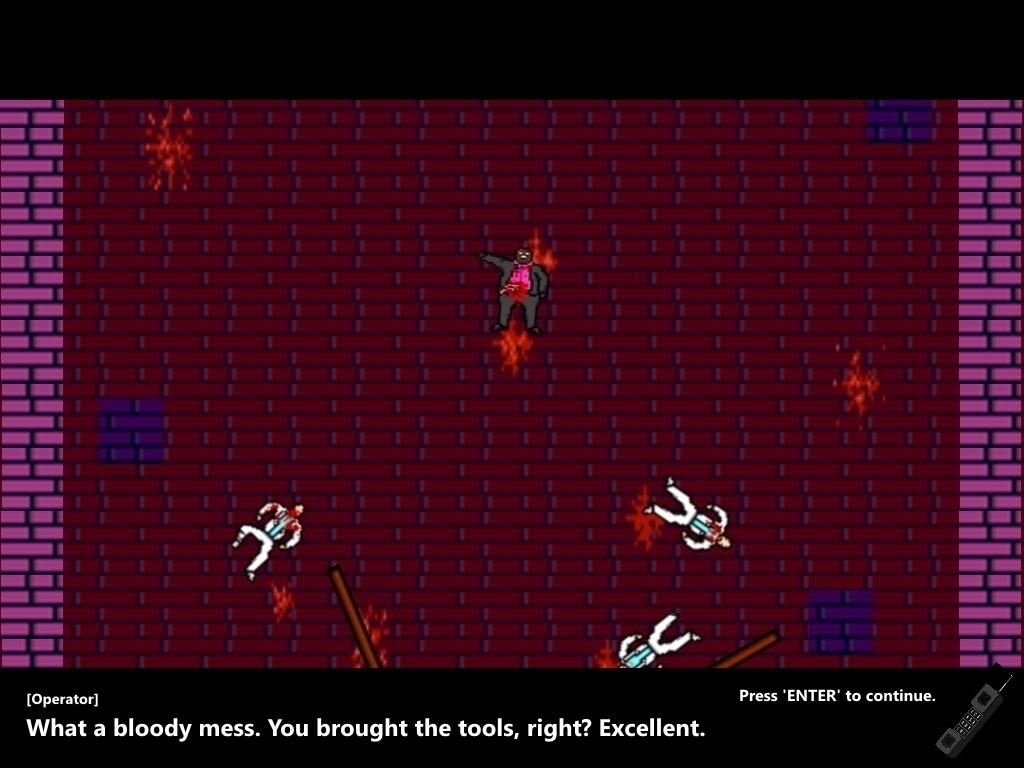 [Operator]
Press 'ENTER' to continue.
What a bloody mess. You brought the tools, right? Excellent.